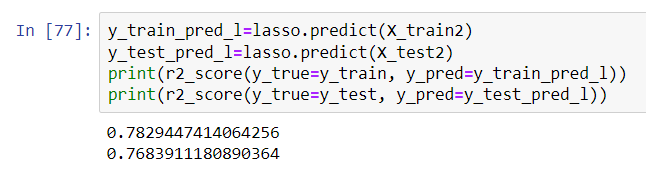 In [77]: y_train_pred_l=lasso.predict(X_train2)
y_test_pred_l=lasso.predict(X_test2)
print(r2_score(y_true=y_train, y_pred=y_train_pred_l))
print(r2_score(y_true=y_test, y_pred=y_test_pred_l))
0.7829447414064256
0.7683911180890364